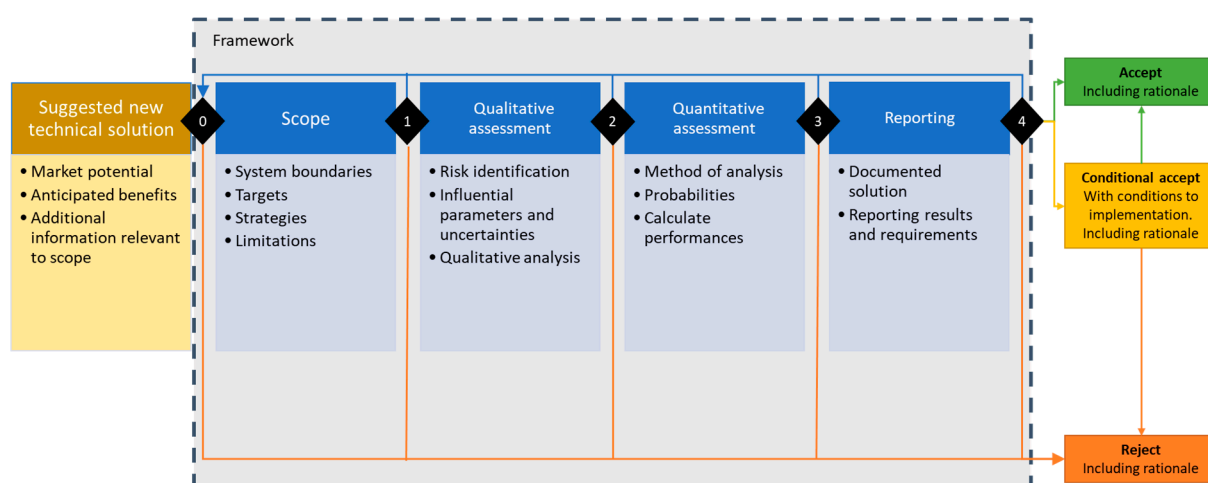 Framework
Suggested new
technical solution
• Market potential
• Anticipated benefits
• Additional
information relevant
to scope
0
Scope
• System boundaries
• Targets
• Strategies
• Limitations
1
Qualitative
assessment
• Risk identification
• Influential
parameters and
uncertainties
• Qualitative analysis
2
Quantitative
assessment
• Method of analysis
• Probabilities
• Calculate
performances
3
Reporting
• Documented
solution
• Reporting results
and requirements
4
Accept
Including rationale
Conditional accept
With conditions to
implementation.
Including rationale
Reject
Including rationale